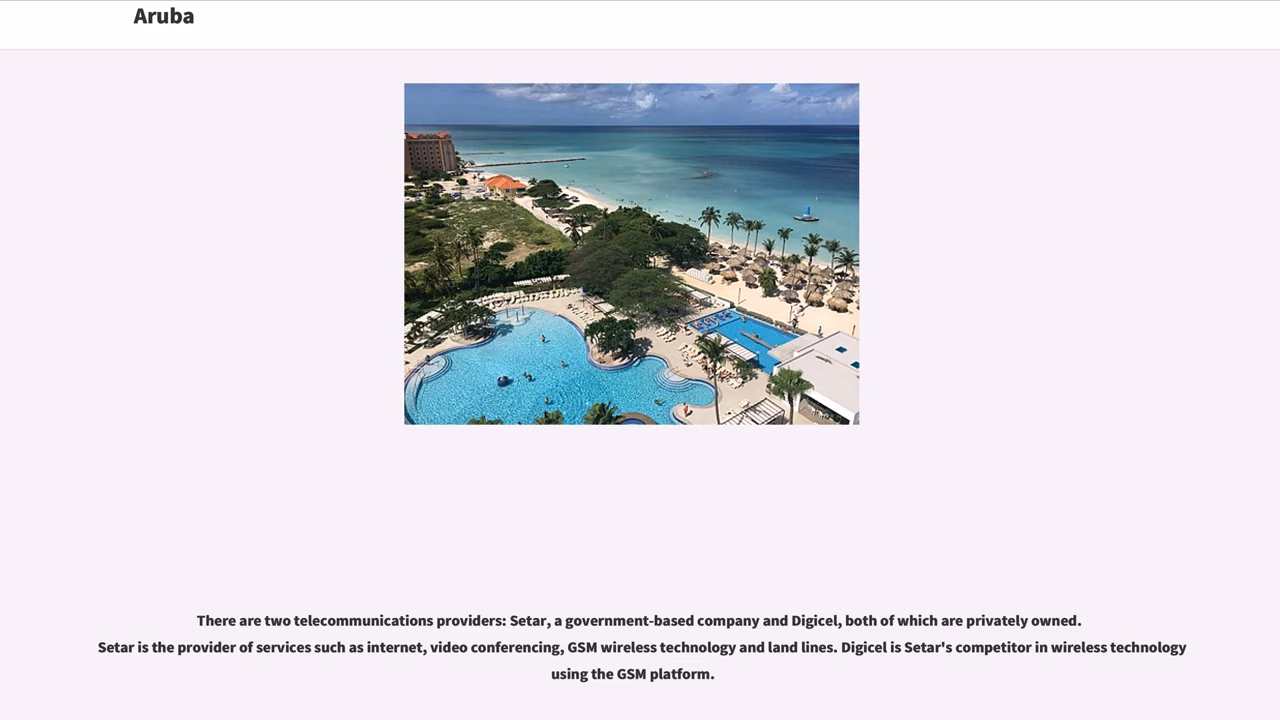 Aruba
There are two telecommunications providers: Setar, a government-based company and Digicel, both of which are privately owned.
Setar is the provider of services such as internet, video conferencing, GSM wireless technology and land lines. Digicel is Setar's competitor in wireless technology
using the GSM platform.